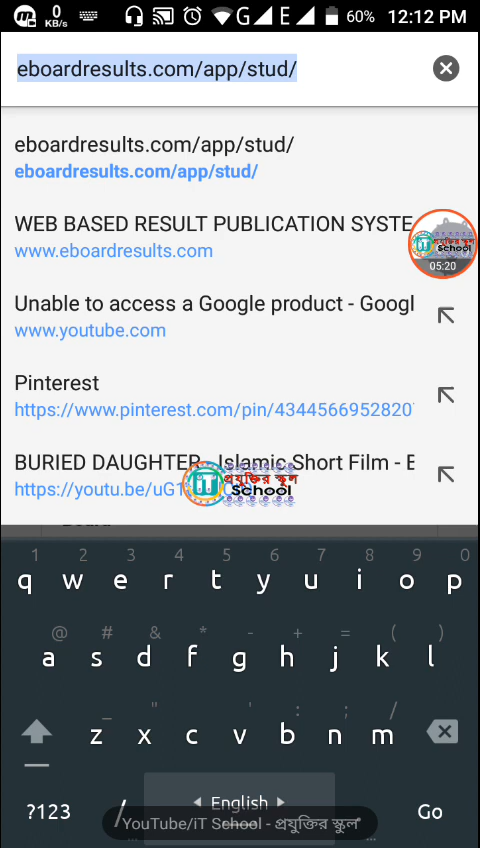 0 KB/s G E 60% 12:12 PM
eboardresults.com/app/stud/
eboardresults.com/app/stud/
eboardresults.com/app/stud/
WEB BASED RESULT PUBLICATION SYSTE
www.eboardresults.com
iT প্রযুক্তির স্কুল
School
05:20
Unable to access a Google product - Googl
www.youtube.com
Pinterest
https://www.pinterest.com/pin/4344566952820
BURIED DAUGHTER - Islamic Short Film - E
https://youtu.be/uG1
iT প্রযুক্তির স্কুল
School
1 2 3 4 5 6 7 8 9 0
q w e r t y u i o p
@ # & * - + = ( )
a s d f g h j k l
_ " ' : ; /
z x c v b n m
?123 / English Go
YouTube/iT School - প্রযুক্তির স্কুল